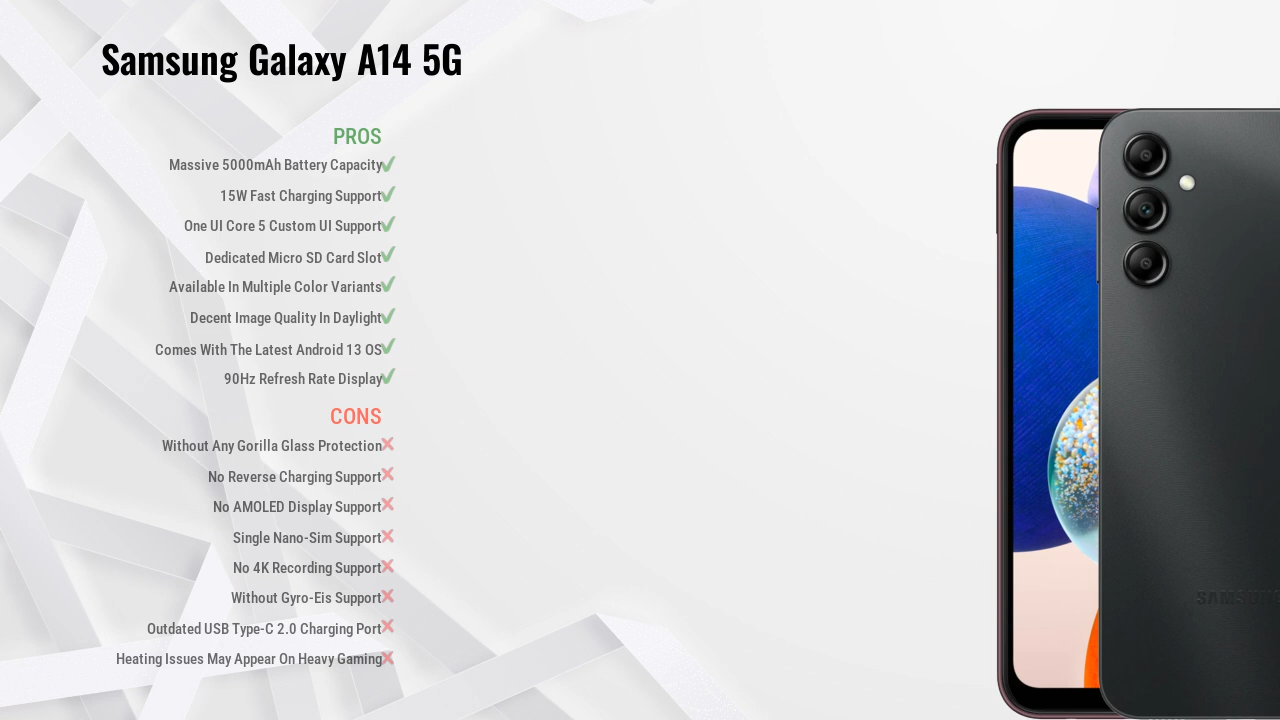 Samsung Galaxy A14 5G
PROS
Massive 5000mAh Battery Capacity
15W Fast Charging Support
One UI Core 5 Custom UI Support
Dedicated Micro SD Card Slot
Available In Multiple Color Variants
Decent Image Quality In Daylight
Comes With The Latest Android 13 OS
90Hz Refresh Rate Display
CONS
Without Any Gorilla Glass Protection
No Reverse Charging Support
No AMOLED Display Support
Single Nano-Sim Support
No 4K Recording Support
Without Gyro-Eis Support
Outdated USB Type-C 2.0 Charging Port
Heating Issues May Appear On Heavy Gaming